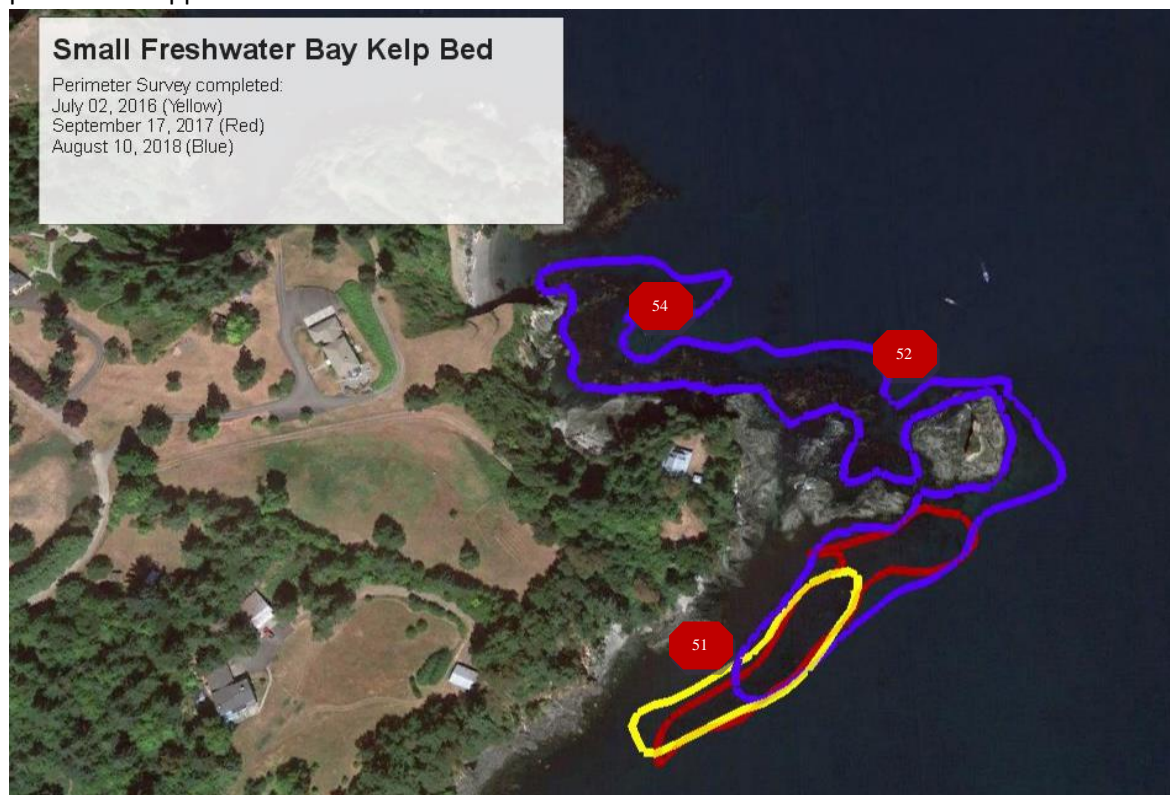 Small Freshwater Bay Kelp Bed
Perimeter Survey completed:
July 02, 2016 (Yellow)
September 17, 2017 (Red)
August 10, 2018 (Blue)
54
52
51